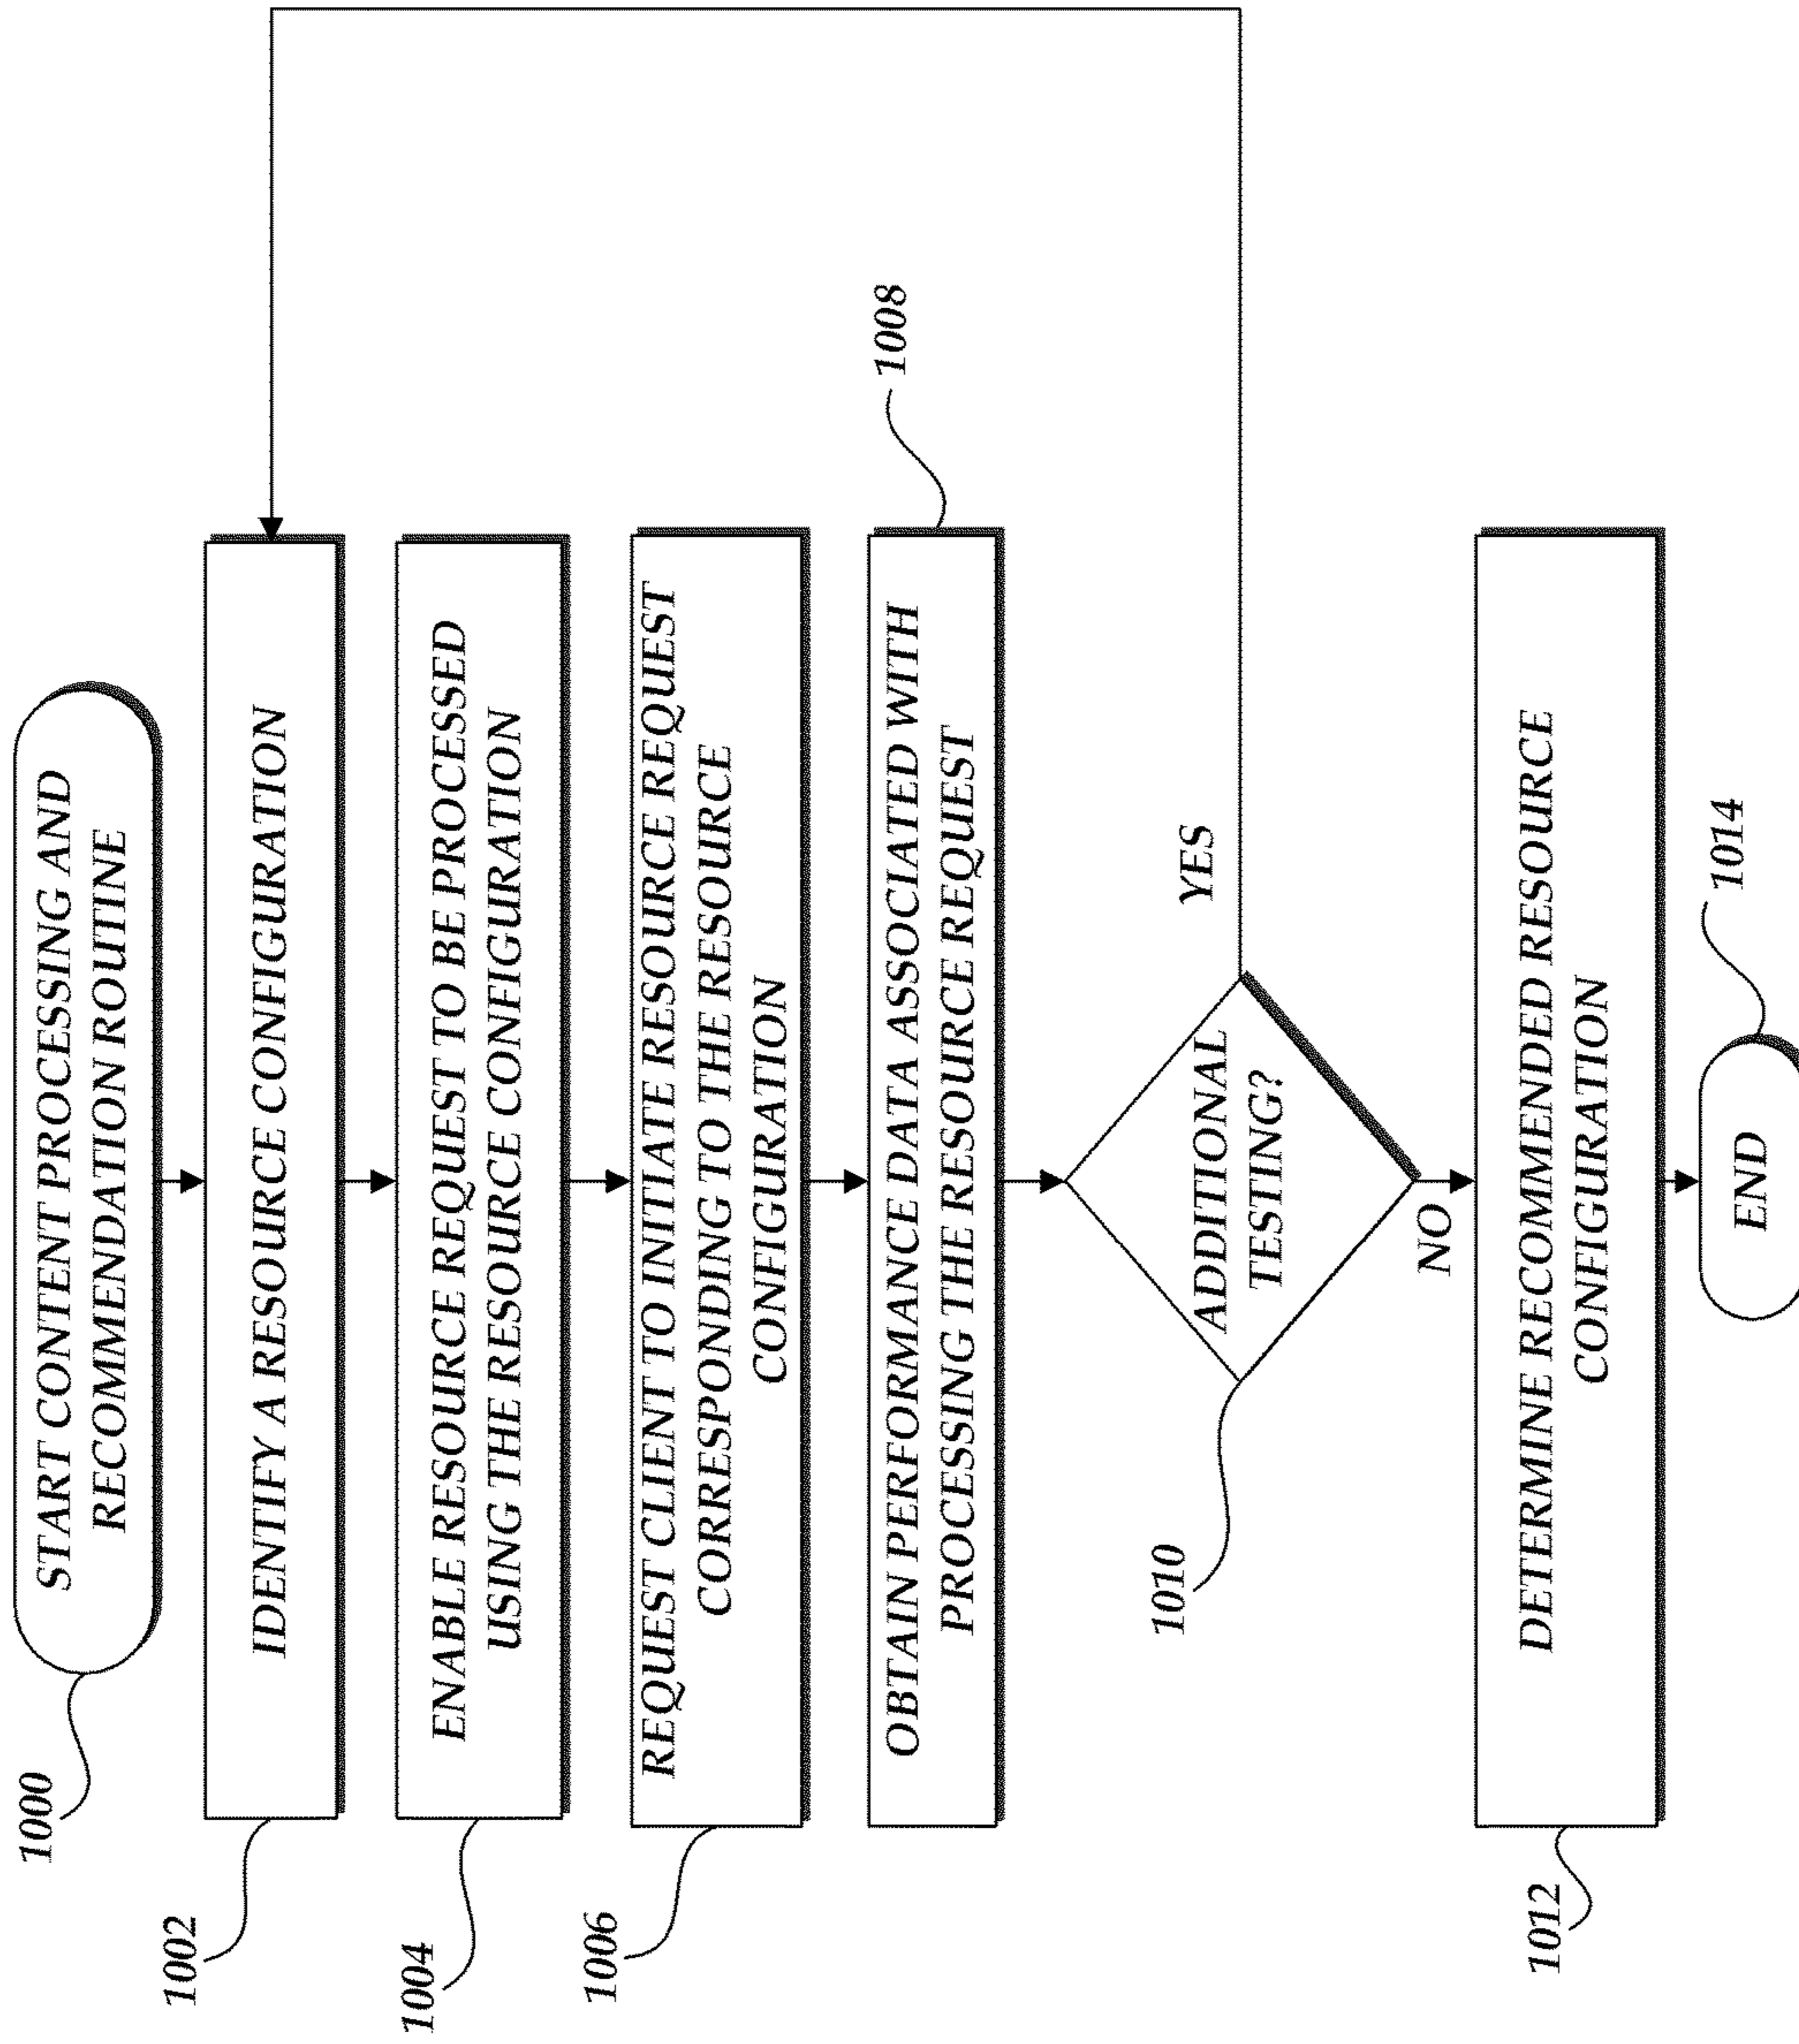 1000
START CONTENT PROCESSING AND
RECOMMENDATION ROUTINE
1002
IDENTIFY A RESOURCE CONFIGURATION
1004
ENABLE RESOURCE REQUEST TO BE PROCESSED
USING THE RESOURCE CONFIGURATION
1006
REQUEST CLIENT TO INITIATE RESOURCE REQUEST
CORRESPONDING TO THE RESOURCE
CONFIGURATION
1008
OBTAIN PERFORMANCE DATA ASSOCIATED WITH
PROCESSING THE RESOURCE REQUEST
1010
ADDITIONAL
TESTING?
YES
NO
1012
DETERMINE RECOMMENDED RESOURCE
CONFIGURATION
1014
END